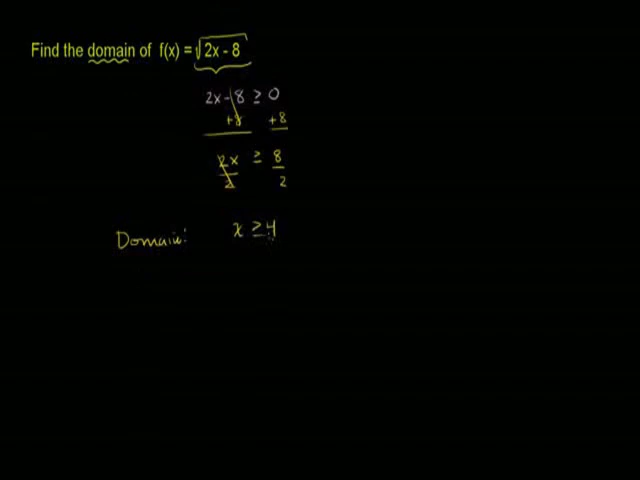 Find the domain of f(x) = √2x - 8
2x - 8 ≥ 0
+8 +8
2x ≥ 8
2 2
Domain: x ≥ 4